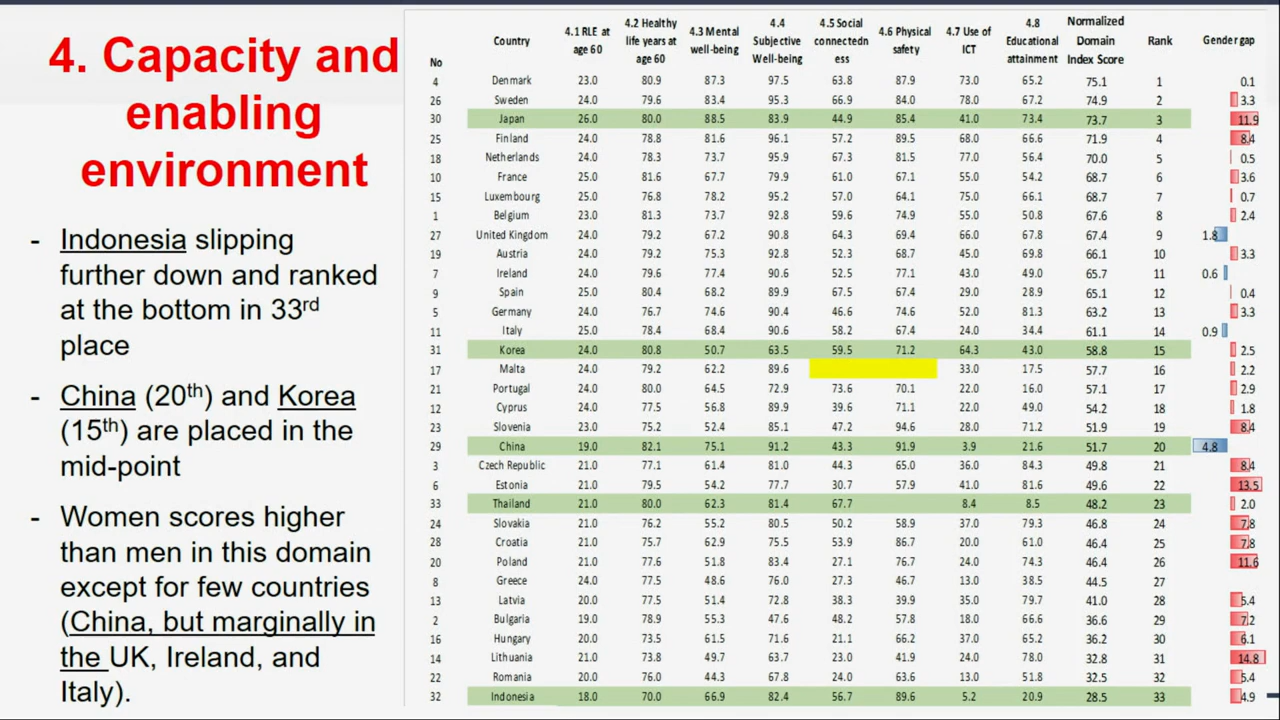 4. Capacity and
enabling
environment
- Indonesia slipping
further down and ranked
at the bottom in 33rd
place
- China (20th) and Korea
(15th) are placed in the
mid-point
- Women scores higher
than men in this domain
except for few countries
(China, but marginally in
the UK, Ireland, and
Italy).
No Country 4.1 RLE at age 60 4.2 Healthy life years at age 60 4.3 Mental well-being 4.4 Subjective Well-being 4.5 Social connectedn ess 4.6 Physical safety 4.7 Use of ICT 4.8 Educational attainment Normalized Domain Index Score Rank Gender gap
4 Denmark 23.0 80.9 87.3 97.5 63.8 87.9 73.0 65.2 75.1 1 0.1
26 Sweden 24.0 79.6 83.4 95.3 66.9 84.0 78.0 67.2 74.9 2 3.3
30 Japan 26.0 80.0 88.5 83.9 44.9 85.4 41.0 73.4 73.7 3 11.9
25 Finland 24.0 78.8 81.6 96.1 57.2 89.5 68.0 66.6 71.9 4 8.4
18 Netherlands 24.0 78.3 73.7 95.9 67.3 81.5 77.0 56.4 70.0 5 0.5
10 France 25.0 81.6 67.7 79.9 61.0 67.1 55.0 54.2 68.7 6 3.6
15 Luxembourg 25.0 76.8 78.2 95.2 57.0 64.1 75.0 66.1 68.7 7 0.7
1 Belgium 23.0 81.3 73.7 92.8 59.6 74.9 55.0 50.8 67.6 8 2.4
27 United Kingdom 24.0 79.2 67.2 90.8 64.3 69.4 66.0 67.8 67.4 9 1.8
19 Austria 24.0 79.2 75.3 92.8 52.3 68.7 45.0 69.8 66.1 10 3.3
7 Ireland 24.0 79.6 77.4 90.6 52.5 77.1 43.0 49.0 65.7 11 0.6
9 Spain 25.0 80.4 68.2 89.9 67.5 67.4 29.0 28.9 65.1 12 0.4
5 Germany 24.0 76.7 74.6 90.4 46.6 74.6 52.0 81.3 63.2 13 3.3
11 Italy 25.0 78.4 68.4 90.6 58.2 67.4 24.0 34.4 61.1 14 0.9
31 Korea 24.0 80.8 50.7 63.5 59.5 71.2 64.3 43.0 58.8 15 2.5
17 Malta 24.0 79.2 62.2 89.6 33.0 17.5 57.7 16 2.2
21 Portugal 24.0 80.0 64.5 72.9 73.6 70.1 22.0 16.0 57.1 17 2.9
12 Cyprus 24.0 77.5 56.8 89.9 39.6 71.1 22.0 49.0 54.2 18 1.8
23 Slovenia 23.0 75.2 52.4 85.1 47.2 94.6 28.0 71.2 51.9 19 8.4
29 China 19.0 82.1 75.1 91.2 43.3 91.9 3.9 21.6 51.7 20 4.8
3 Czech Republic 21.0 77.1 61.4 81.0 44.3 65.0 36.0 84.3 49.8 21 8.4
6 Estonia 21.0 79.5 54.2 77.7 30.7 57.9 41.0 81.6 49.6 22 13.5
33 Thailand 21.0 80.0 62.3 81.4 67.7 8.4 8.5 48.2 23 2.0
24 Slovakia 21.0 76.2 55.2 80.5 50.2 58.9 37.0 79.3 46.8 24 7.8
28 Croatia 21.0 75.7 62.9 75.5 53.9 86.7 20.0 61.0 46.4 25 7.8
20 Poland 21.0 77.6 51.8 83.4 27.1 76.7 24.0 74.3 46.4 26 11.6
8 Greece 24.0 77.5 48.6 76.0 27.3 46.7 13.0 38.5 44.5 27
13 Latvia 20.0 77.5 51.4 72.8 38.3 39.9 35.0 79.7 41.0 28 5.4
2 Bulgaria 19.0 78.9 55.3 47.6 48.2 57.8 18.0 66.6 36.6 29 7.2
16 Hungary 20.0 73.5 61.5 71.6 21.1 66.2 37.0 65.2 36.2 30 6.1
14 Lithuania 21.0 73.8 49.7 63.7 23.0 41.9 24.0 78.0 32.8 31 14.8
22 Romania 20.0 76.0 44.3 67.8 24.0 63.6 13.0 51.8 32.5 32 5.4
32 Indonesia 18.0 70.0 66.9 82.4 56.7 89.6 5.2 20.9 28.5 33 4.9